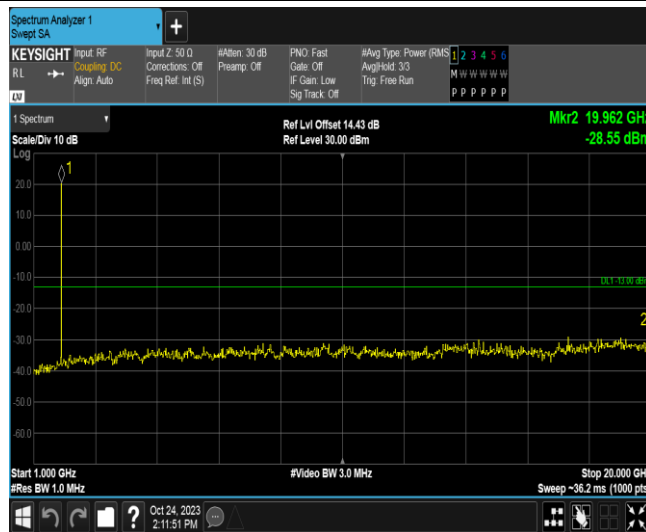 Spectrum Analyzer 1
Swept SA
+
KEYSIGHT
RL
LXI
Input: RF
Coupling: DC
Align: Auto
Input Z: 50 Ω
Corrections: Off
Freq Ref: Int (S)
#Atten: 30 dB
Preamp: Off
PNO: Fast
Gate: Off
IF Gain: Low
Sig Track: Off
#Avg Type: Power (RMS
Avg|Hold: 3/3
Trig: Free Run
1 2 3 4 5 6
M W W W W W
P P P P P P
1 Spectrum
Scale/Div 10 dB
Log
Ref Lvl Offset 14.43 dB
Ref Level 30.00 dBm
Mkr2 19.962 GHz
-28.55 dBm
1
20.0
10.0
0.00
-10.0
DL1 -13.00 dBm
-20.0
2
-30.0
-40.0
-50.0
-60.0
Start 1.000 GHz
#Res BW 1.0 MHz
#Video BW 3.0 MHz
Stop 20.000 GHz
Sweep ~36.2 ms (1000 pts)
?
Oct 24, 2023
2:11:51 PM